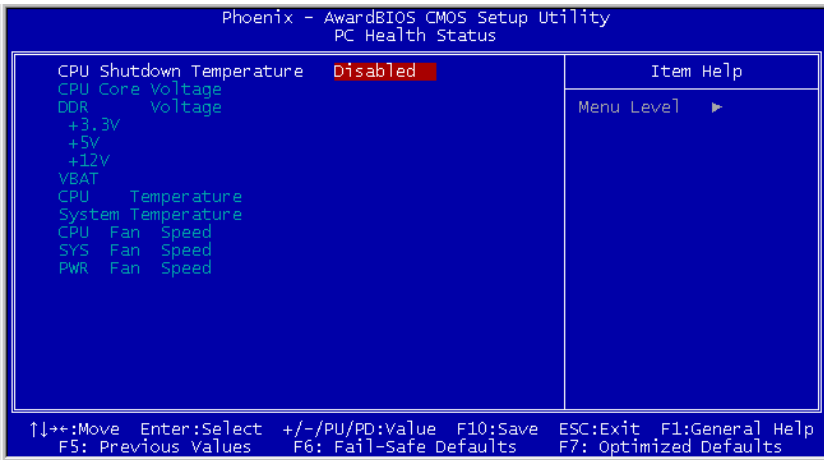 Phoenix - AwardBIOS CMOS Setup Utility
PC Health Status
CPU Shutdown Temperature Disabled
CPU Core Voltage
DDR Voltage
+3.3V
+5V
+12V
VBAT
CPU Temperature
System Temperature
CPU Fan Speed
SYS Fan Speed
PWR Fan Speed
Item Help
Menu Level ►
↑↓→←:Move Enter:Select +/-/PU/PD:Value F10:Save ESC:Exit F1:General Help
F5: Previous Values F6: Fail-Safe Defaults F7: Optimized Defaults